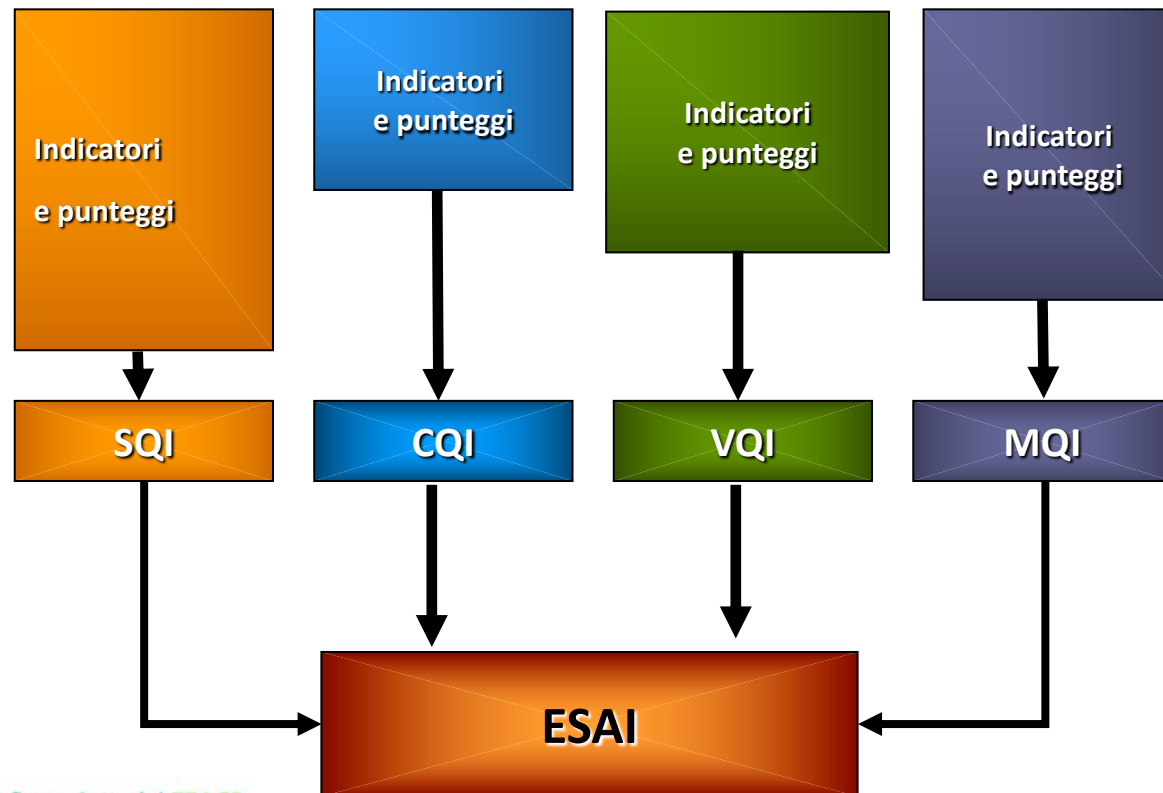 Indicatori
e punteggi
Indicatori
e punteggi
Indicatori
e punteggi
Indicatori
e punteggi
SQI
CQI
VQI
MQI
ESAI